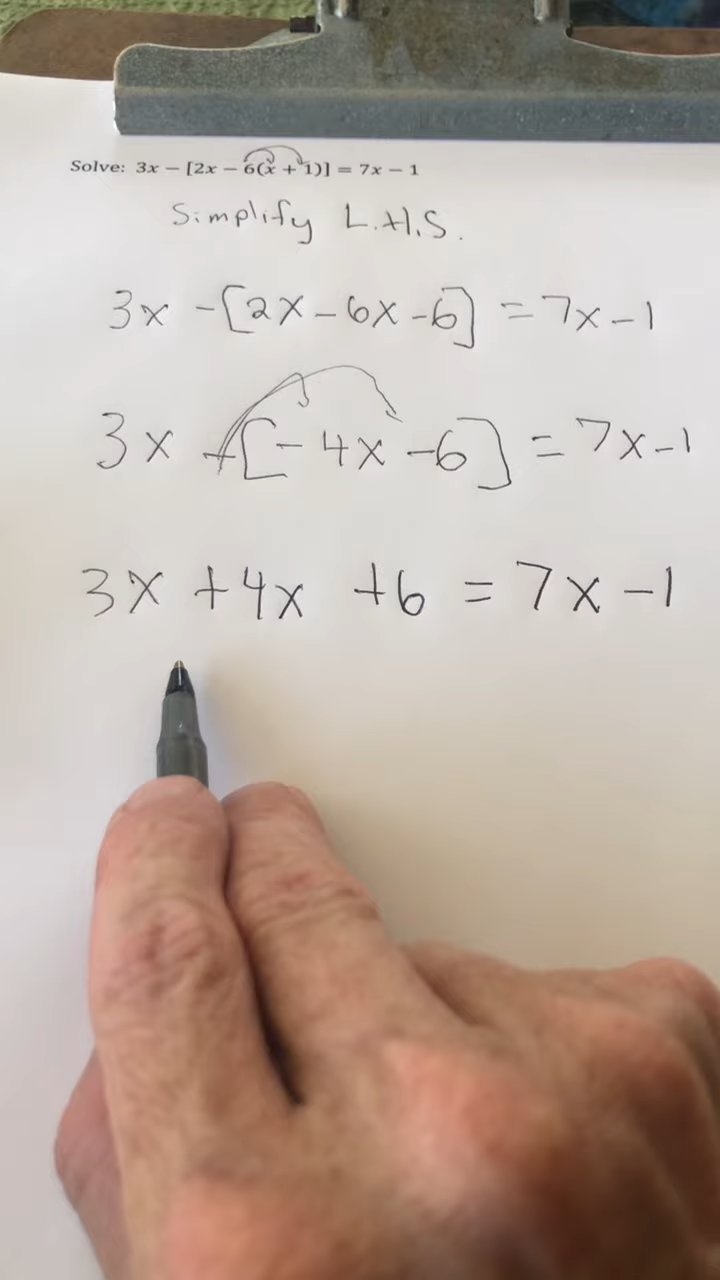 Solve: 3x − [2x − 6(x + 1)] = 7x − 1
Simplify L.H.S.
3x -[2x-6x-6] =7x-1
3x -[-4x-6] =7x-1
3x +4x +6 = 7x-1